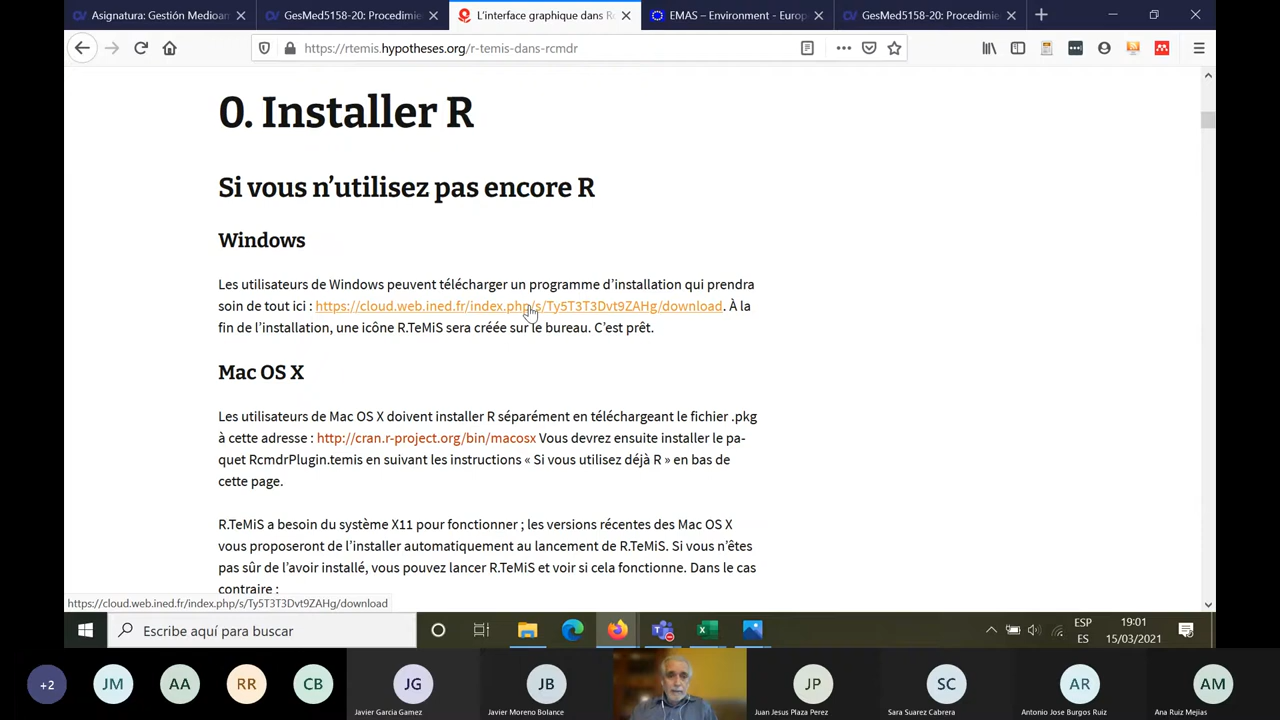 Asignatura: Gestión Medioam
GesMed5158-20: Procedimie
L'interface graphique dans R
EMAS – Environment - Europ
GesMed5158-20: Procedimie
https://rtemis.hypotheses.org/r-temis-dans-rcmdr
0. Installer R
Si vous n'utilisez pas encore R
Windows
Les utilisateurs de Windows peuvent télécharger un programme d'installation qui prendra
soin de tout ici : https://cloud.web.ined.fr/index.php/s/Ty5T3T3Dvt9ZAHg/download. À la
fin de l'installation, une icône R.TeMiS sera créée sur le bureau. C'est prêt.
Mac OS X
Les utilisateurs de Mac OS X doivent installer R séparément en téléchargeant le fichier .pkg
à cette adresse : http://cran.r-project.org/bin/macosx Vous devrez ensuite installer le pa-
quet RcmdrPlugin.temis en suivant les instructions « Si vous utilisez déjà R » en bas de
cette page.
R.TeMiS a besoin du système X11 pour fonctionner ; les versions récentes des Mac OS X
vous proposeront de l'installer automatiquement au lancement de R.TeMiS. Si vous n'êtes
pas sûr de l'avoir installé, vous pouvez lancer R.TeMiS et voir si cela fonctionne. Dans le cas
contraire :
https://cloud.web.ined.fr/index.php/s/Ty5T3T3Dvt9ZAHg/download
Escribe aquí para buscar
ESP
ES
19:01
15/03/2021
+2
JM
AA
RR
CB
JG
Javier Garcia Gamez
JB
Javier Moreno Bolance
JP
Juan Jesus Plaza Perez
SC
Sara Suarez Cabrera
AR
Antonio Jose Burgos Ruiz
AM
Ana Ruiz Mejias